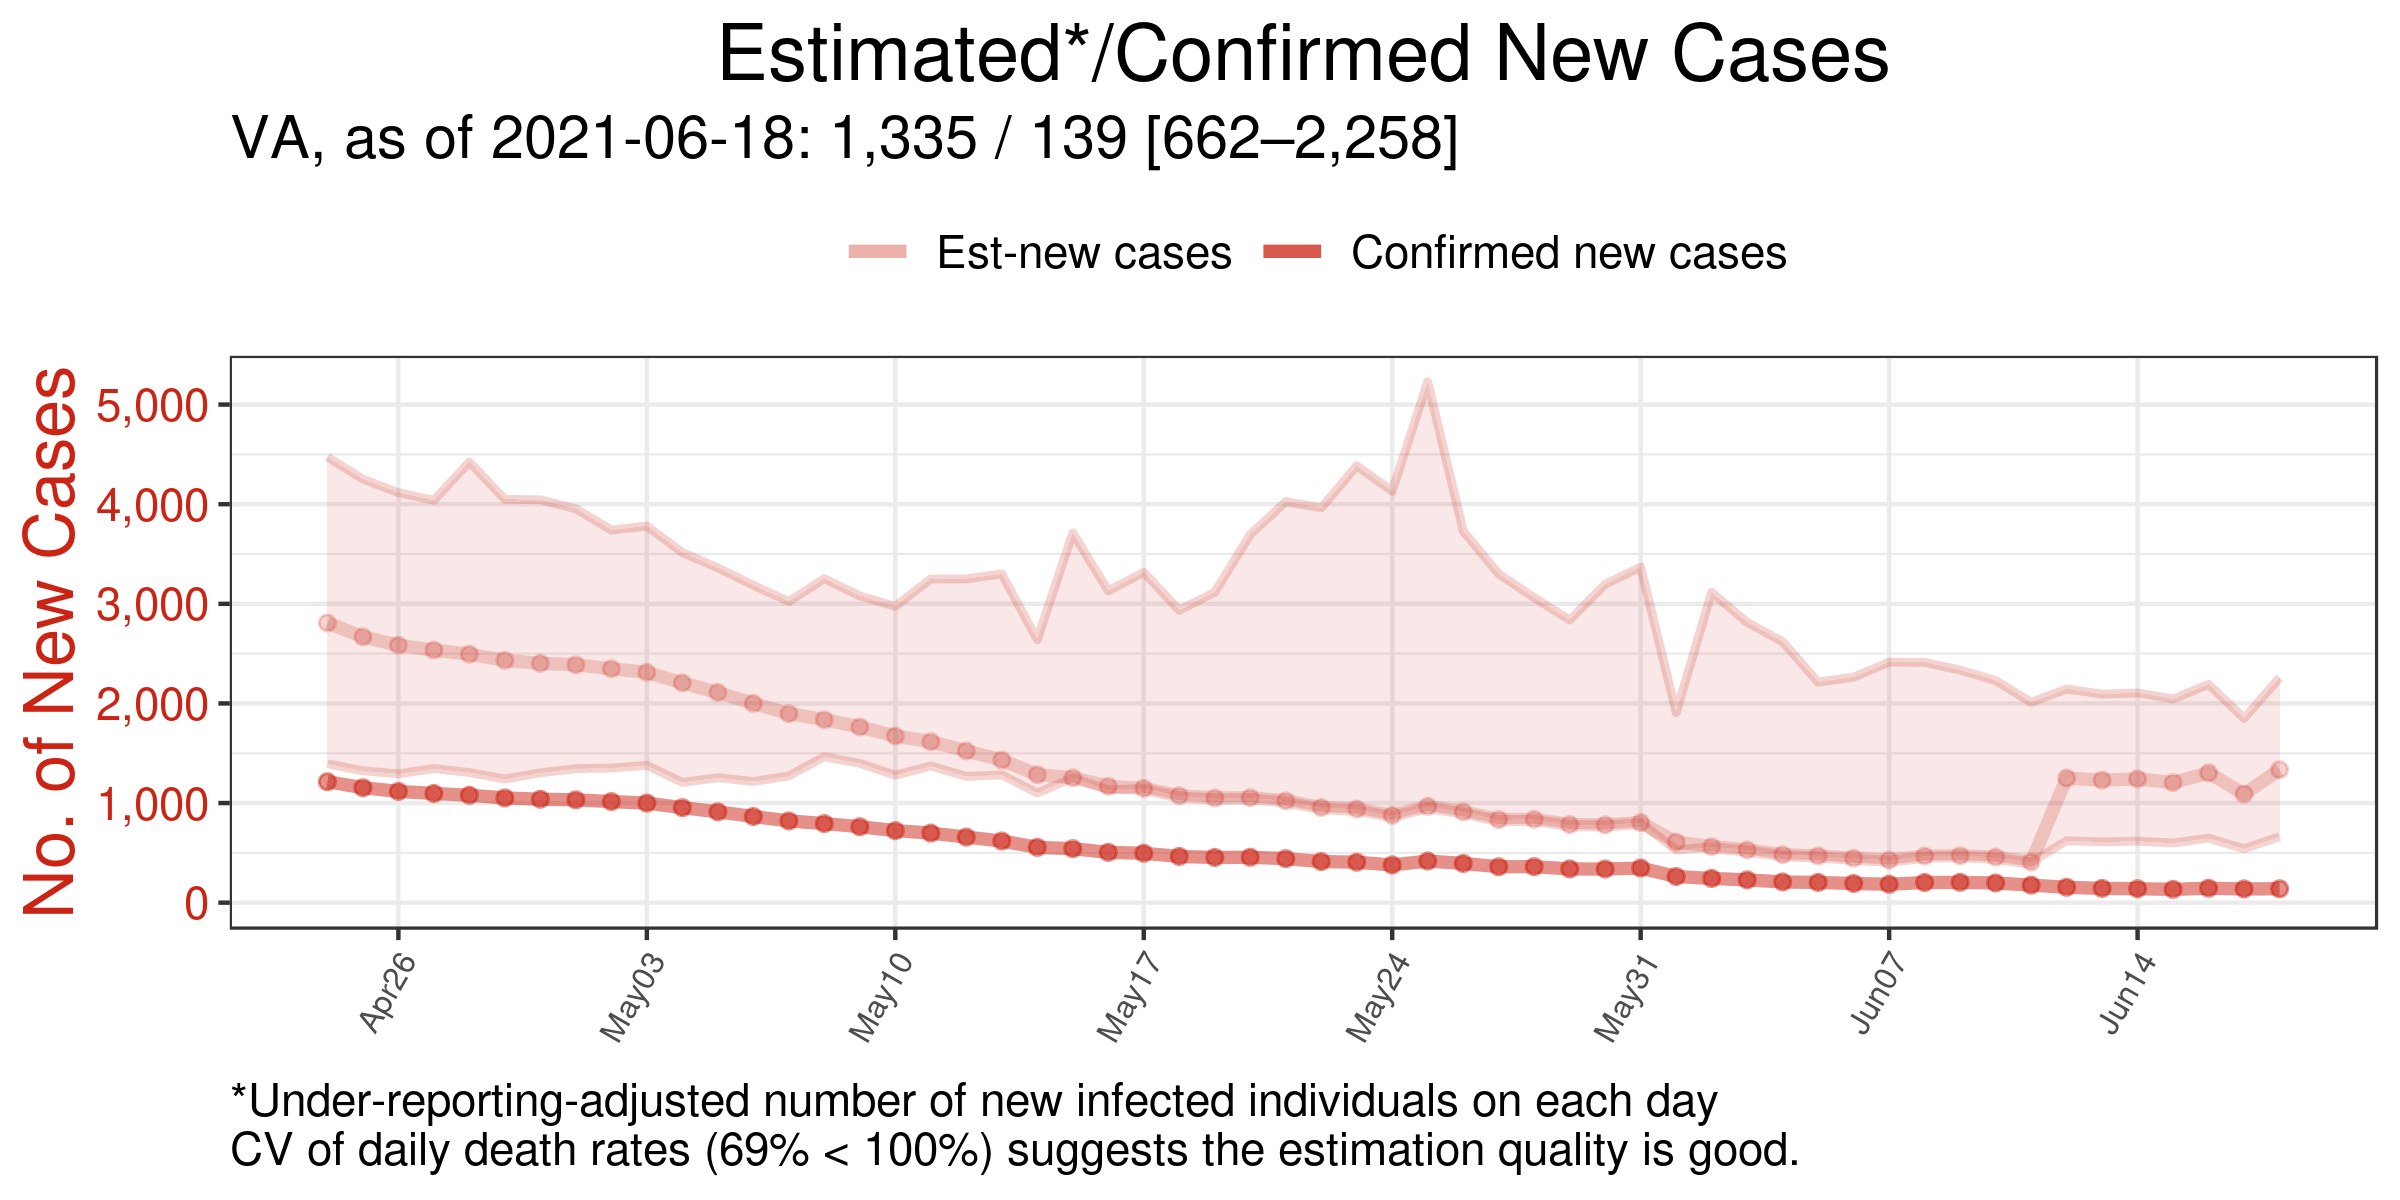 Estimated*/Confirmed New Cases
VA, as of 2021-06-18: 1,335 / 139 [662–2,258]
Est-new cases
Confirmed new cases
No. of New Cases
5,000
4,000
3,000
2,000
1,000
0
Apr26
May03
May10
May17
May24
May31
Jun07
Jun14
*Under-reporting-adjusted number of new infected individuals on each day
CV of daily death rates (69% < 100%) suggests the estimation quality is good.